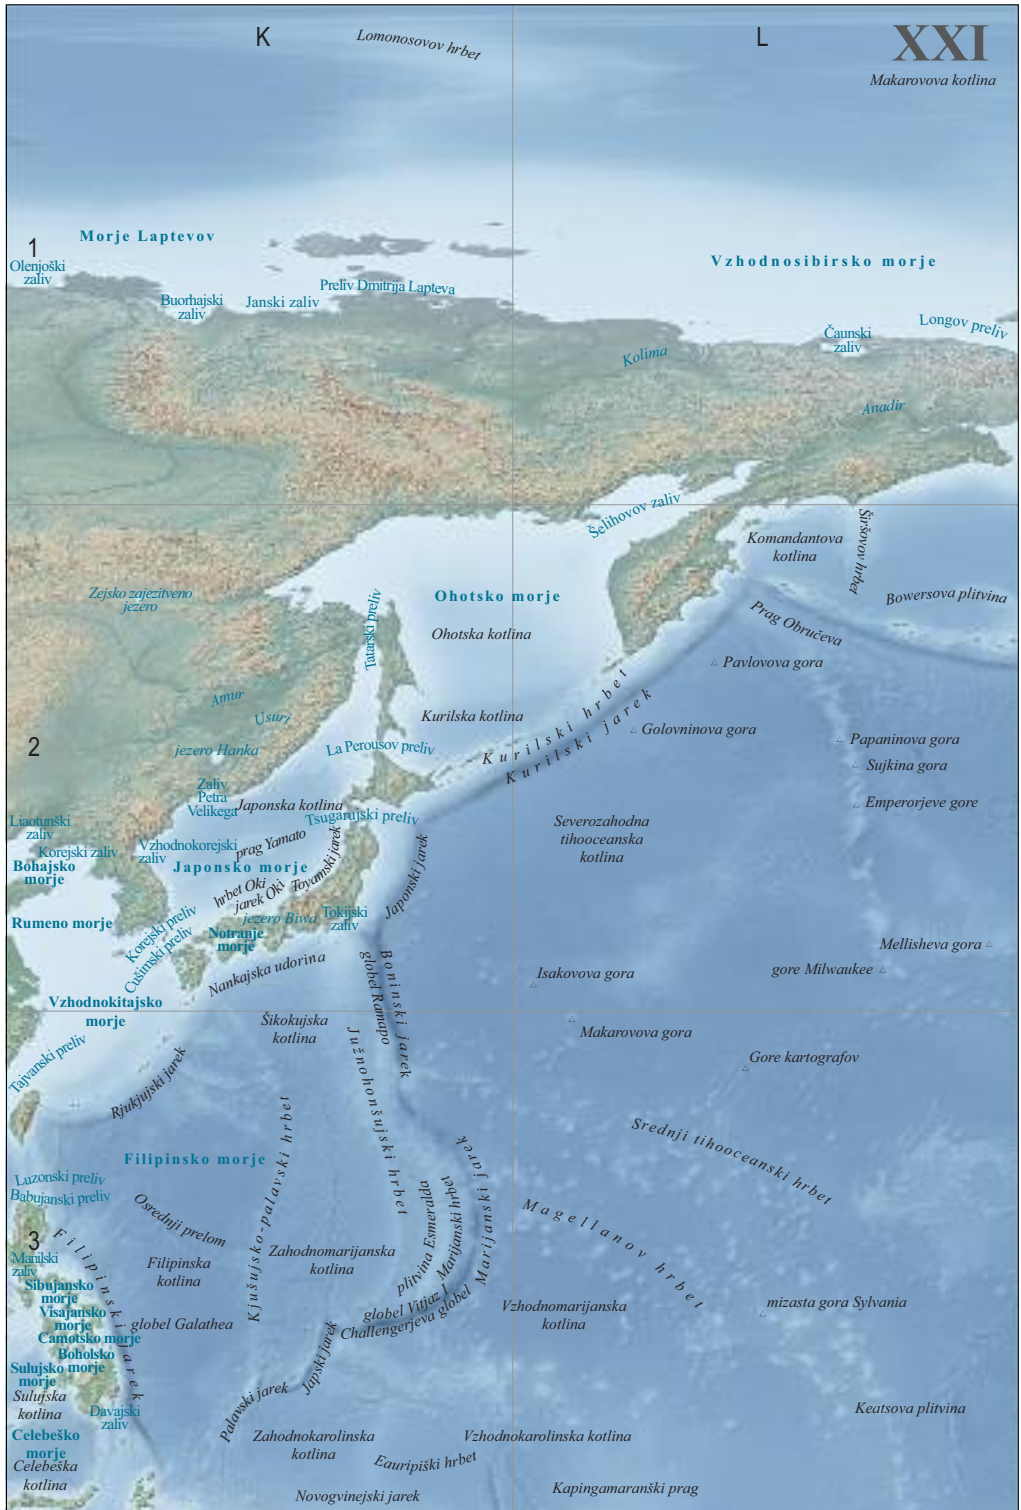 K
L
XXI
Lomonosovov hrbet
Makarovova kotlina
1
Morje Laptevov
Vzhodnosibirsko morje
Olenjoški
zaliv
Buorhajski
zaliv
Janski zaliv
Preliv Dmitrija Lapteva
Čaunski
zaliv
Longov preliv
Kolima
Anadir
Šelihovov zaliv
Komandantova
kotlina
Širšovov hrbet
Zejsko zajezitveno
jezero
Ohotsko morje
Bowersova plitvina
Prag Obručeva
Tatarski preliv
Ohotska kotlina
Pavlovova gora
Amur
Usuri
Kurilska kotlina
Kurilski hrbet
Kurilski jarek
Golovninova gora
2
jezero Hanka
La Perousov preliv
Papaninova gora
Sujkina gora
Zaliv
Petra
Velikega
Japonska kotlina
Tsugarujski preliv
Emperorjeve gore
Liaotunški
zaliv
Korejski zaliv
Vzhodnokorejski
zaliv
prag Yamato
Severozahodna
tihooceanska
kotlina
Bohajsko
morje
Japonsko morje
Toyamski jarek
Japonski jarek
hrbet Oki
jarek Oki
Rumeno morje
Korejski preliv
Cušimski preliv
jezero Biwa
Tokijski
zaliv
Notranje
morje
Mellisheva gora
Nankajska udorina
globel Ramapo
Boninski jarek
Isakovova gora
gore Milwaukee
Vzhodnokitajsko
morje
Šikokujska
kotlina
Makarovova gora
Tajvanski preliv
Rjukjujski jarek
Južnohonšujski hrbet
Gore kartografov
Kjušujsko-palavski hrbet
Srednji tihooceanski hrbet
Filipinsko morje
Luzonski preliv
Babujanski preliv
Osrednji prelom
plitvina Esmeralda
Marijanski hrbet
Marijanski jarek
Magellanov hrbet
3
Filipinski jarek
Manilski
zaliv
Filipinska
kotlina
Zahodnomarijanska
kotlina
Sibujansko
morje
Visajansko
morje
globel Galathea
globel Vitjaz I
Challengerjeva globel
Vzhodnomarijanska
kotlina
mizasta gora Sylvania
Camotsko morje
Boholsko
morje
Sulujsko
morje
Sulujska
kotlina
Davajski
zaliv
Japski jarek
Palavski jarek
Keatsova plitvina
Celebeško
morje
Celebeška
kotlina
Zahodnokarolinska
kotlina
Vzhodnokarolinska kotlina
Eauripiški hrbet
Novogvinejski jarek
Kapingamaranški prag